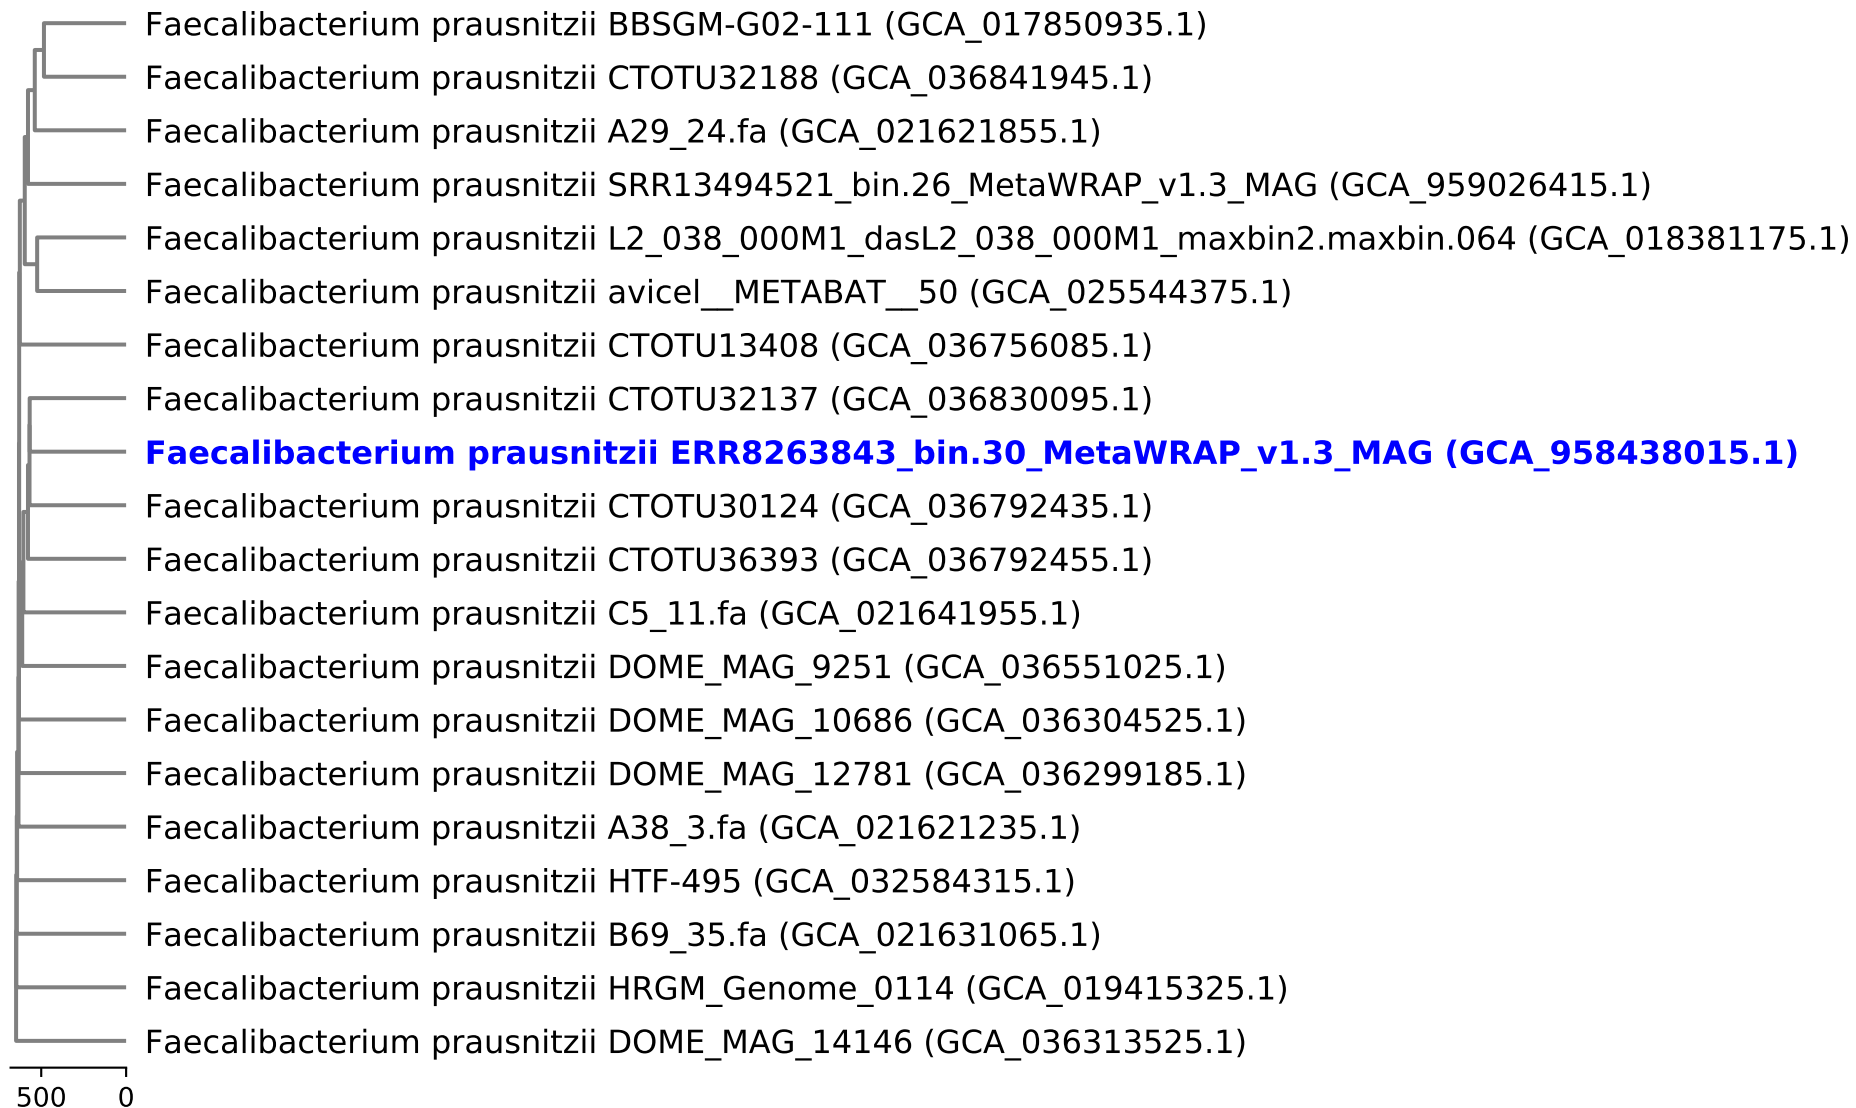 Faecalibacterium prausnitzii BBSGM-G02-111 (GCA_017850935.1)
Faecalibacterium prausnitzii CTOTU32188 (GCA_036841945.1)
Faecalibacterium prausnitzii A29_24.fa (GCA_021621855.1)
Faecalibacterium prausnitzii SRR13494521_bin.26_MetaWRAP_v1.3_MAG (GCA_959026415.1)
Faecalibacterium prausnitzii L2_038_000M1_dasL2_038_000M1_maxbin2.maxbin.064 (GCA_018381175.1)
Faecalibacterium prausnitzii avicel__METABAT__50 (GCA_025544375.1)
Faecalibacterium prausnitzii CTOTU13408 (GCA_036756085.1)
Faecalibacterium prausnitzii CTOTU32137 (GCA_036830095.1)
Faecalibacterium prausnitzii ERR8263843_bin.30_MetaWRAP_v1.3_MAG (GCA_958438015.1)
Faecalibacterium prausnitzii CTOTU30124 (GCA_036792435.1)
Faecalibacterium prausnitzii CTOTU36393 (GCA_036792455.1)
Faecalibacterium prausnitzii C5_11.fa (GCA_021641955.1)
Faecalibacterium prausnitzii DOME_MAG_9251 (GCA_036551025.1)
Faecalibacterium prausnitzii DOME_MAG_10686 (GCA_036304525.1)
Faecalibacterium prausnitzii DOME_MAG_12781 (GCA_036299185.1)
Faecalibacterium prausnitzii A38_3.fa (GCA_021621235.1)
Faecalibacterium prausnitzii HTF-495 (GCA_032584315.1)
Faecalibacterium prausnitzii B69_35.fa (GCA_021631065.1)
Faecalibacterium prausnitzii HRGM_Genome_0114 (GCA_019415325.1)
Faecalibacterium prausnitzii DOME_MAG_14146 (GCA_036313525.1)
500 0